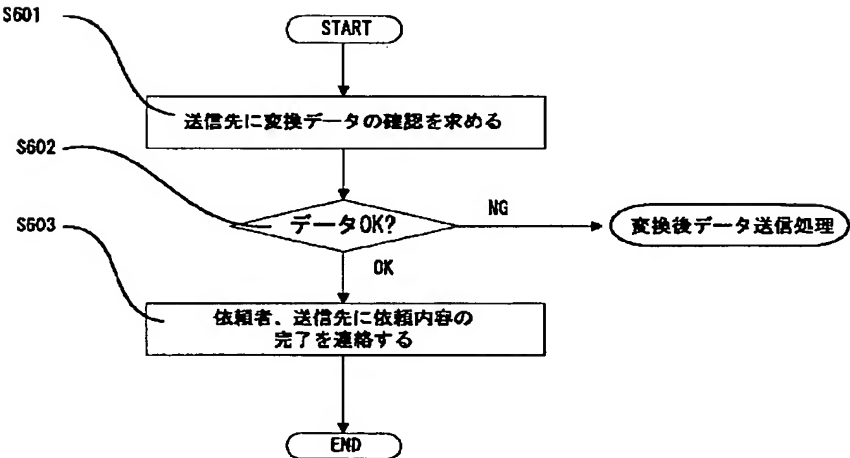 S601
START
送信先に変換データの確認を求める
S602
データOK?
NG
変換後データ送信処理
S603
OK
依頼者、送信先に依頼内容の
完了を連絡する
END